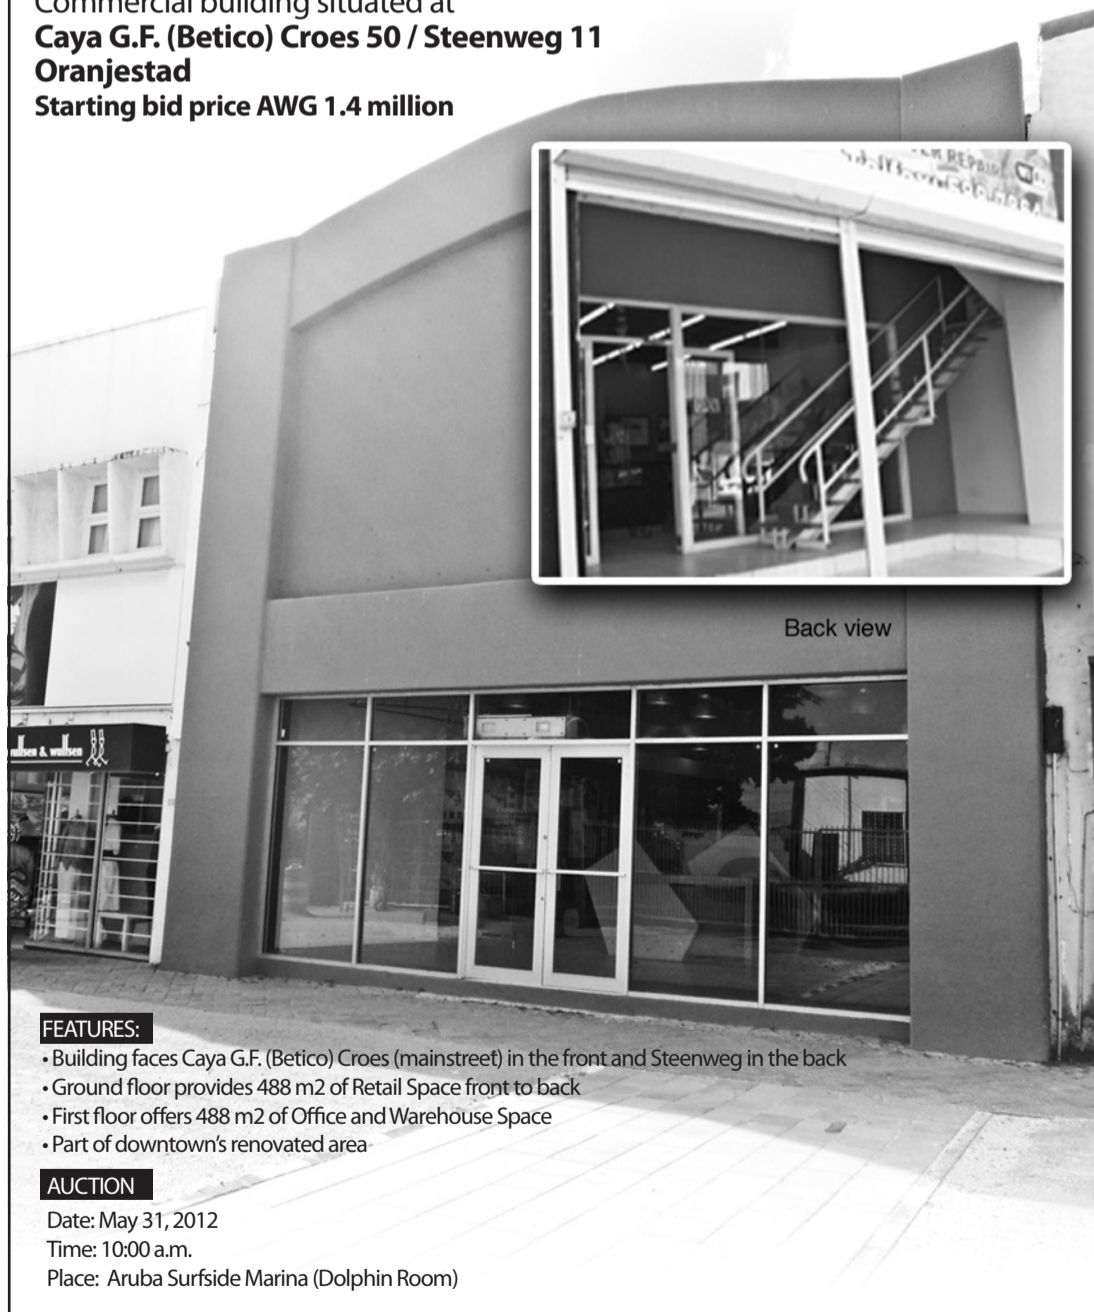 Commercial building situated at
Caya G.F. (Betico) Croes 50 / Steenweg 11
Oranjestad
Starting bid price AWG 1.4 million
REPAIR
Back view
& wulfsen
FEATURES:
• Building faces Caya G.F. (Betico) Croes (mainstreet) in the front and Steenweg in the back
• Ground floor provides 488 m2 of Retail Space front to back
• First floor offers 488 m2 of Office and Warehouse Space
• Part of downtown's renovated area
AUCTION
Date: May 31, 2012
Time: 10:00 a.m.
Place: Aruba Surfside Marina (Dolphin Room)